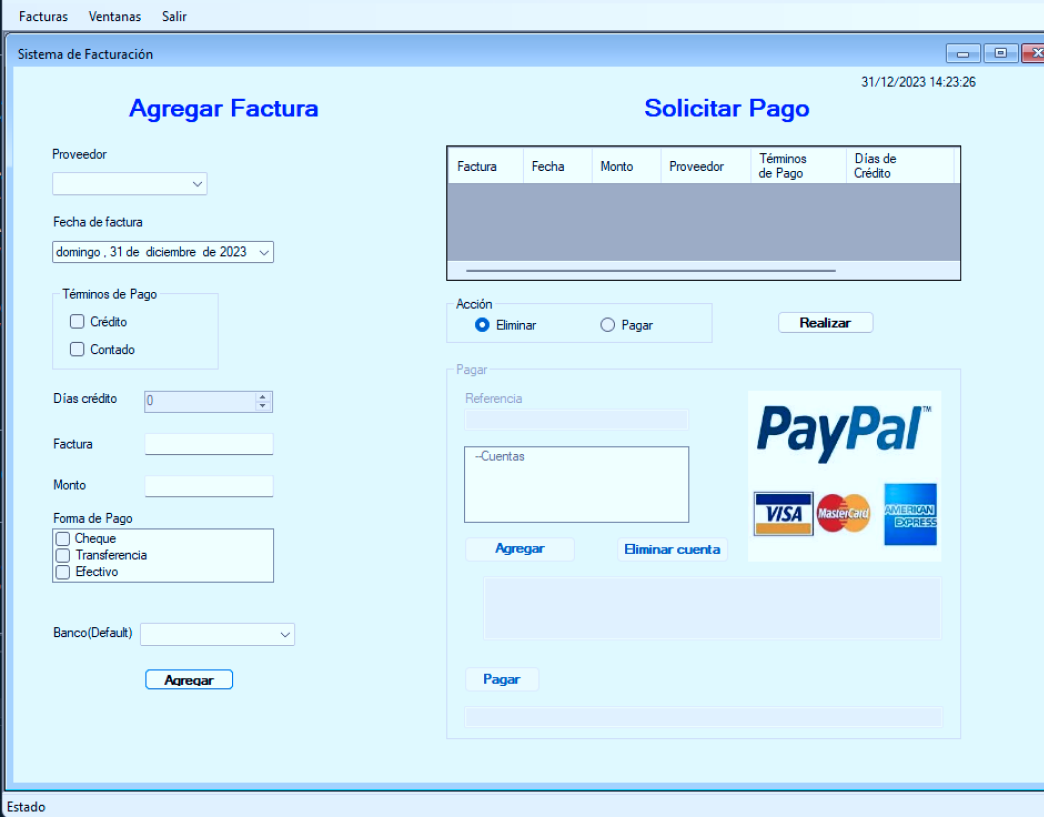 Facturas Ventanas Salir
Sistema de Facturación
31/12/2023 14:23:26
Agregar Factura
Proveedor
Fecha de factura
domingo , 31 de diciembre de 2023
Términos de Pago
Crédito
Contado
Días crédito
0
Factura
Monto
Forma de Pago
Cheque
Transferencia
Efectivo
Banco(Default)
Agregar
Solicitar Pago
Factura Fecha Monto Proveedor Términos de Pago Días de Crédito
Acción
Eliminar Pagar
Realizar
Pagar
Referencia
--Cuentas
Agregar Eliminar cuenta
PayPal™
VISA MasterCard AMERICAN EXPRESS
Pagar
Estado